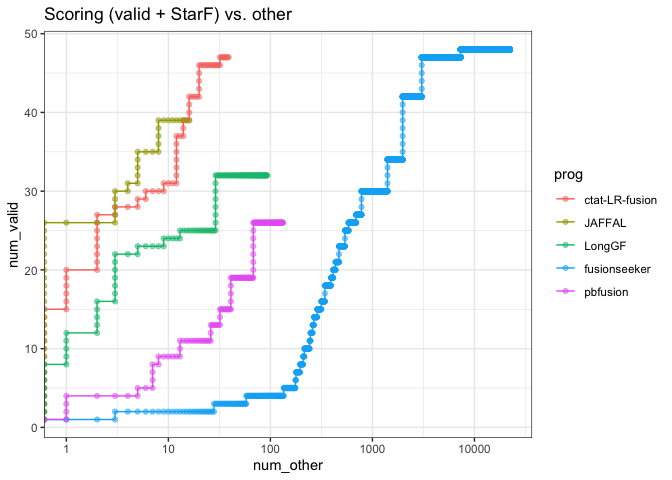 Scoring (valid + StarF) vs. other
50
40
30
20
10
0
num_valid
1
10
100
1000
10000
num_other
prog
ctat-LR-fusion
JAFFAL
LongGF
fusionseeker
pbfusion